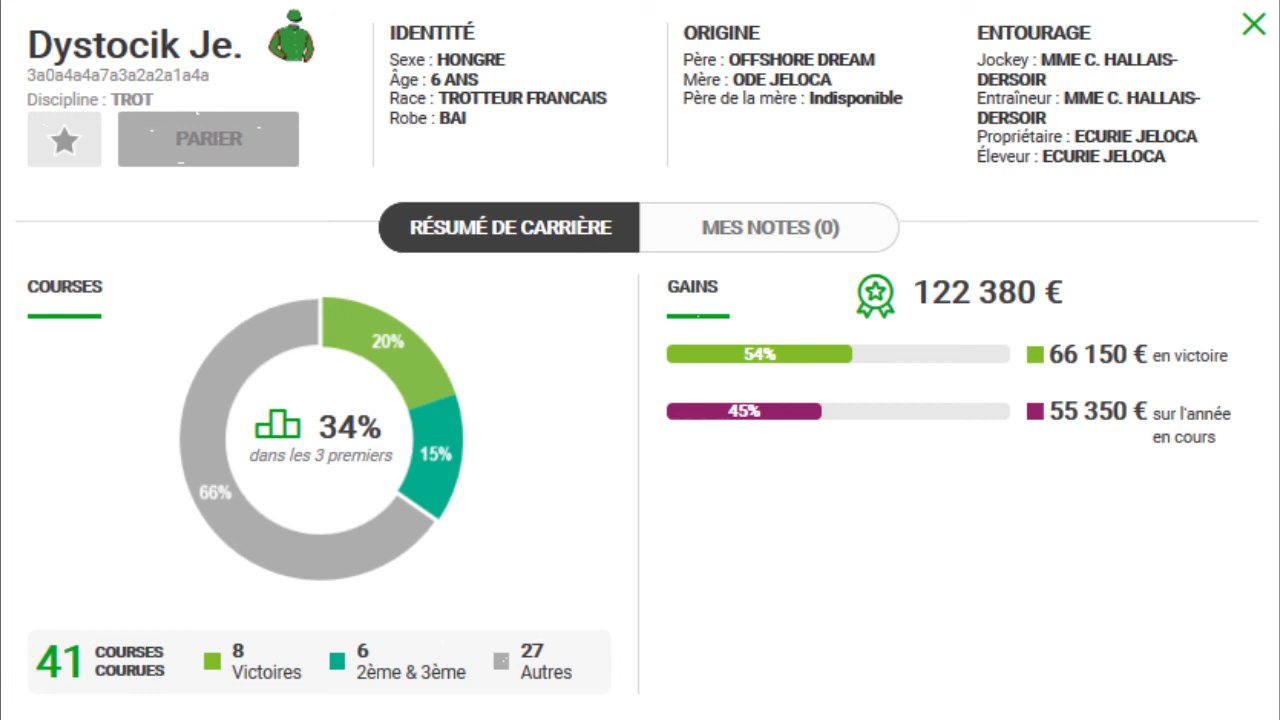 Dystocik Je.
3a0a4a4a7a3a2a2a1a4a
Discipline : TROT
PARIER
IDENTITÉ
Sexe : HONGRE
Âge : 6 ANS
Race : TROTTEUR FRANCAIS
Robe : BAI
ORIGINE
Père : OFFSHORE DREAM
Mère : ODE JELOCA
Père de la mère : Indisponible
ENTOURAGE
Jockey : MME C. HALLAIS-
DERSOIR
Entraîneur : MME C. HALLAIS-
DERSOIR
Propriétaire : ECURIE JELOCA
Éleveur : ECURIE JELOCA
RÉSUMÉ DE CARRIÈRE
MES NOTES (0)
COURSES
20%
34%
dans les 3 premiers
15%
66%
41 COURSES
COURUES
8
Victoires
6
2ème & 3ème
27
Autres
GAINS
122 380 €
54%
66 150 € en victoire
45%
55 350 € sur l'année
en cours